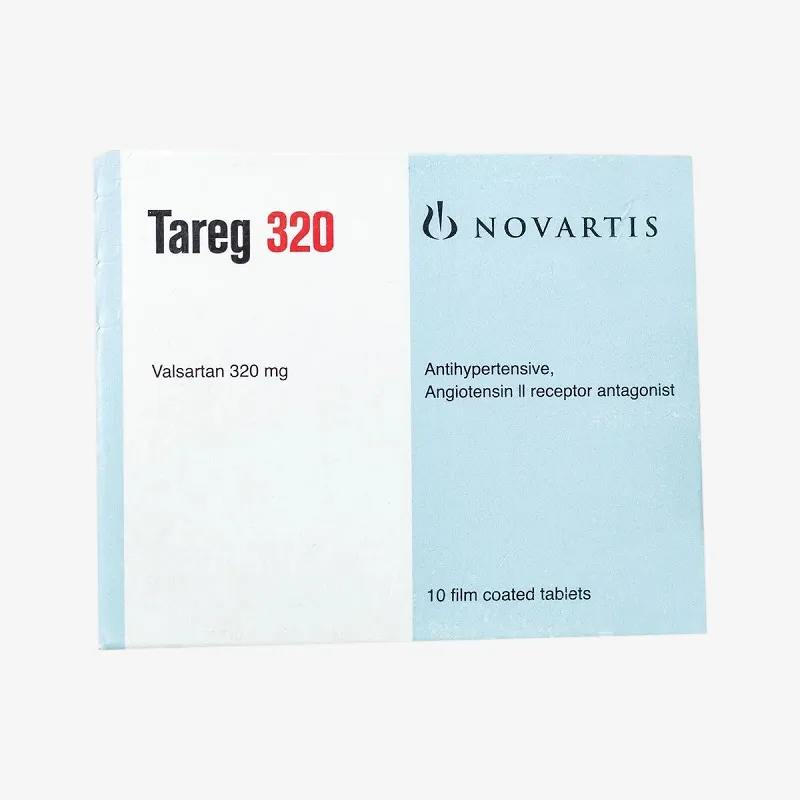 Tareg 320
NOVARTIS
Valsartan 320 mg
Antihypertensive,
Angiotensin II receptor antagonist
10 film coated tablets